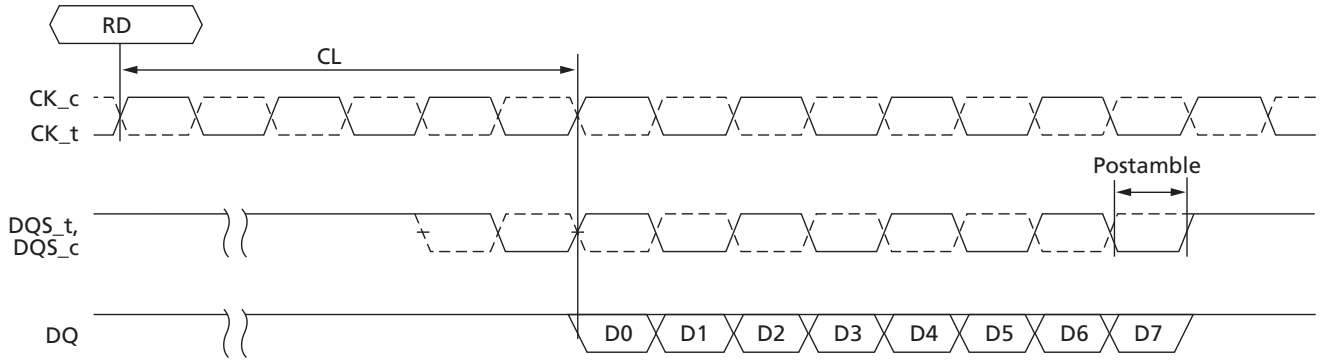 RD
CL
CK_c
CK_t
Postamble
DQS_t,
DQS_c
DQ D0 D1 D2 D3 D4 D5 D6 D7